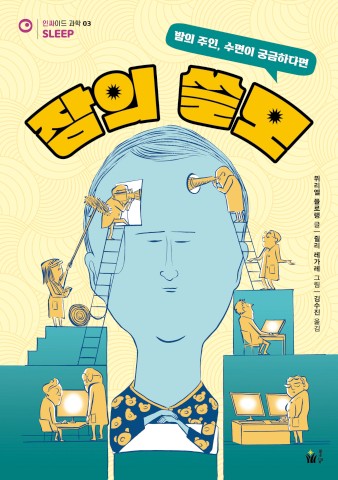 인싸이드 과학 03
SLEEP
밤의 주인, 수면이 궁금하다면
잠의 쓸모
뮈리엘 플로랭 글 | 쥘리 레가레 그림 | 김수진 옮김